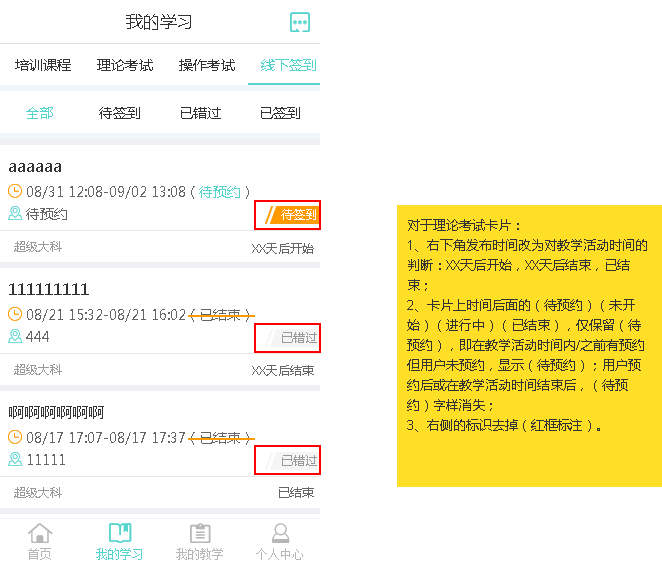 我的学习
培训课程 理论考试 操作考试 线下签到
全部 待签到 已错过 已签到
aaaaaa
08/31 12:08-09/02 13:08 ( 待预约 )
待预约 待签到
超级大科 XX天后开始
111111111
08/21 15:32-08/21 16:02 ( 已结束 )
444 已错过
超级大科 XX天后结束
啊啊啊啊啊啊啊
08/17 17:07-08/17 17:37 ( 已结束 )
11111 已错过
超级大科 已结束
首页 我的学习 我的教学 个人中心
对于理论考试卡片：
1、右下角发布时间改为对教学活动时间的
判断：XX天后开始，XX天后结束，已结
束；
2、卡片上时间后面的（待预约）（未开
始）（进行中）（已结束），仅保留（待
预约），即在教学活动时间内/之前有预约
但用户未预约，显示（待预约）；用户预
约后或在教学活动时间结束后，（待预
约）字样消失；
3、右侧的标识去掉（红框标注）。